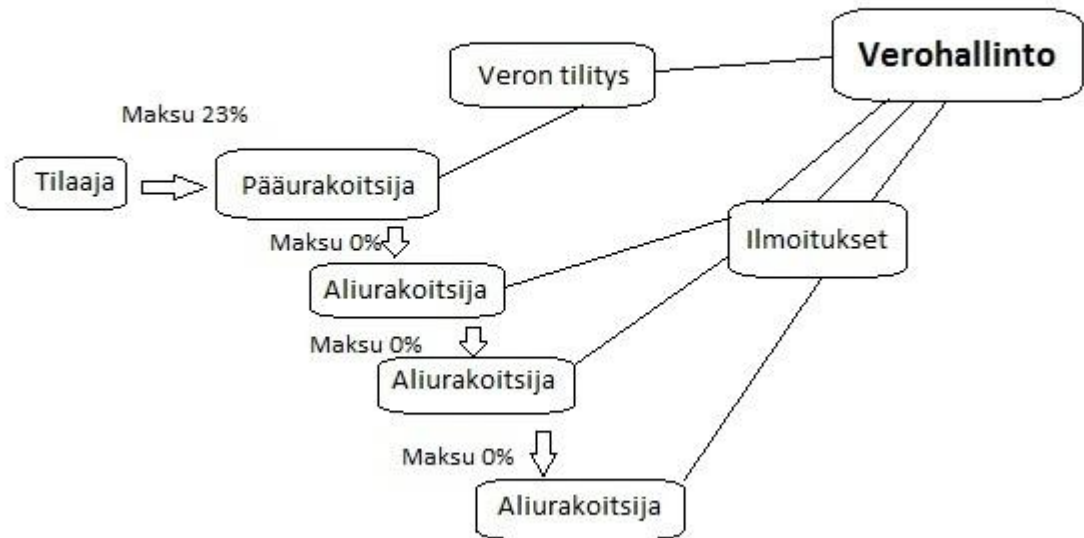 Verohallinto
Veron tilitys
Maksu 23%
Tilaaja
Pääurakoitsija
Maksu 0%
Ilmoitukset
Aliurakoitsija
Maksu 0%
Aliurakoitsija
Maksu 0%
Aliurakoitsija